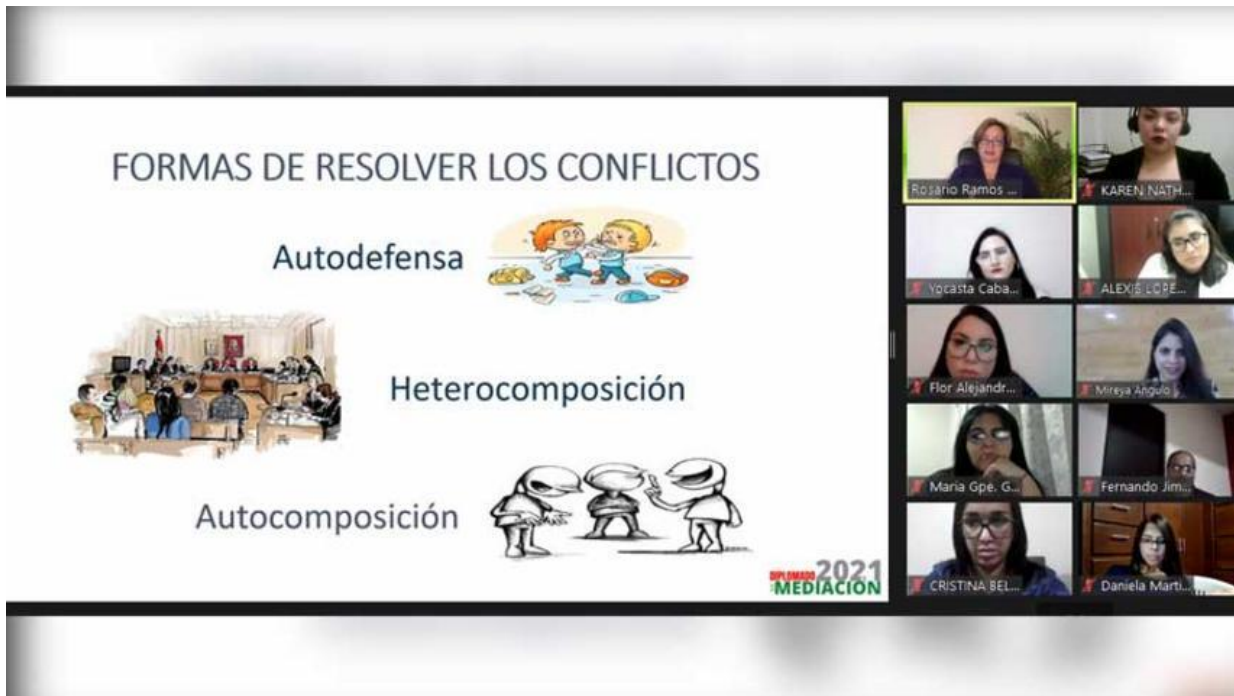 FORMAS DE RESOLVER LOS CONFLICTOS
Autodefensa
Heterocomposición
Autocomposición
DIPLOMADO 2021
MEDIACIÓN
Rosario Ramos ...
KAREN NATH...
Yocasta Caba...
ALEXIS LOPE...
Flor Alejandr...
Mireya Angulo
Maria Gpe. G...
Fernando Jim...
CRISTINA BEL...
Daniela Marti...